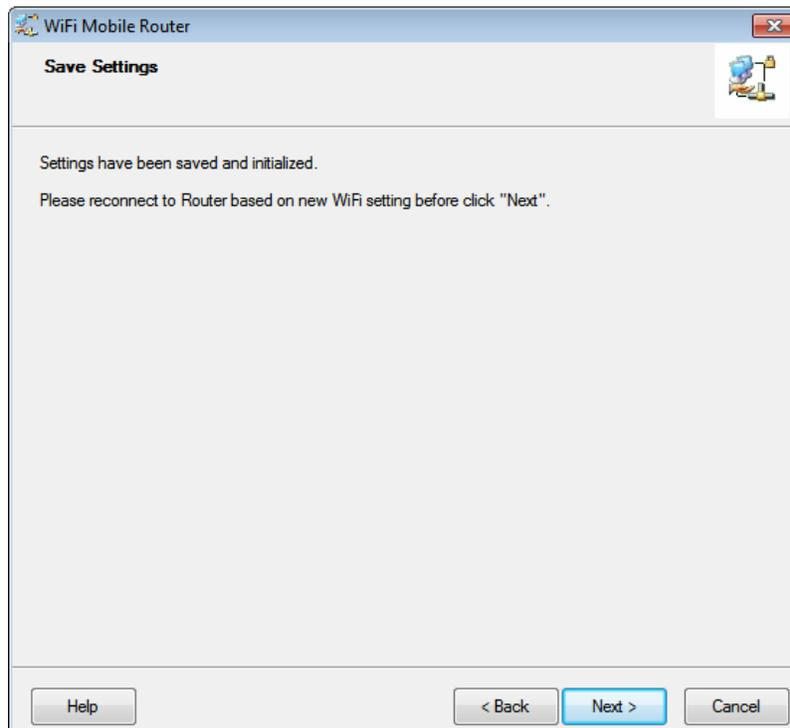 WiFi Mobile Router
Save Settings
Settings have been saved and initialized.
Please reconnect to Router based on new WiFi setting before click "Next".
Help
< Back
Next >
Cancel